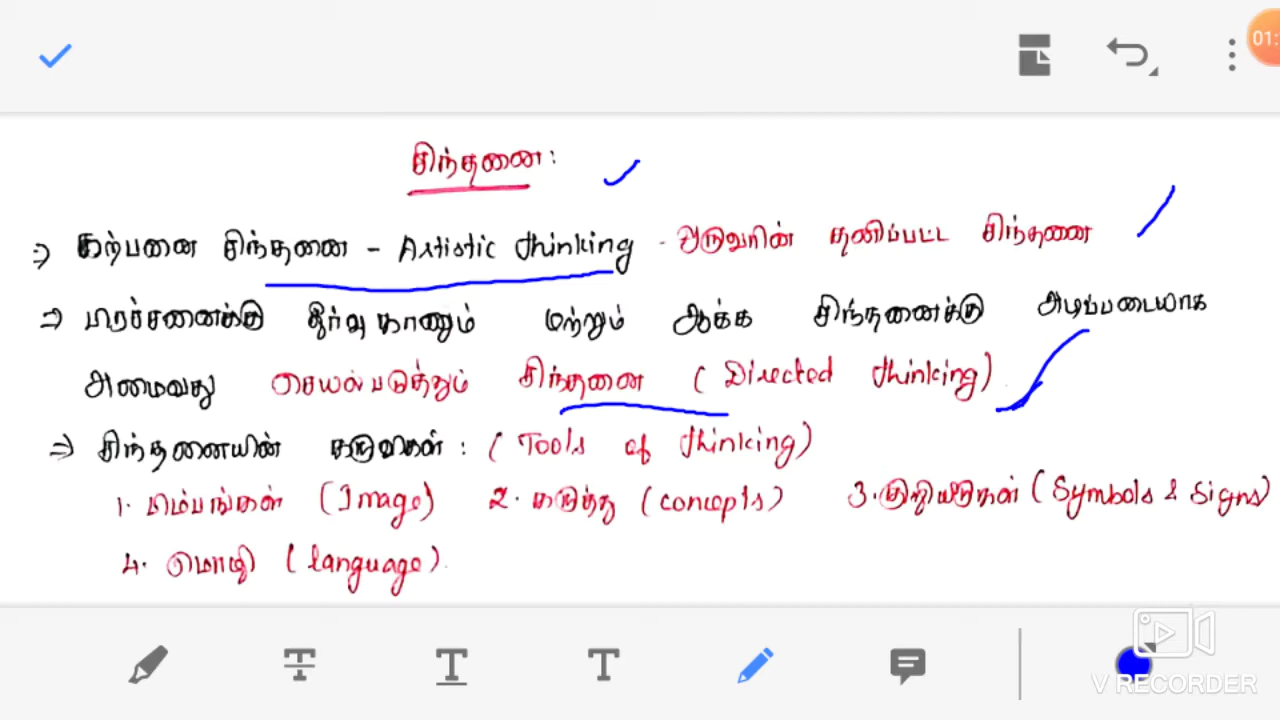 01:
சிந்தனை:
⇒ கற்பனை சிந்தனை - Artistic thinking - ஒருவரின் தனிப்பட்ட சிந்தனை
⇒ பிரச்சனைக்கு தீர்வு காணும் மற்றும் ஆக்க சிந்தனைக்கு அடிப்படையாக
அமைவது செயல்படுத்தும் சிந்தனை (Directed thinking)
⇒ சிந்தனையின் கருவிகள் : (Tools of thinking)
1. பிம்பங்கள் (Image) 2. கருத்து (concepts) 3. குறியீடுகள் (Symbols & Signs)
4. மொழி (language).
V RECORDER